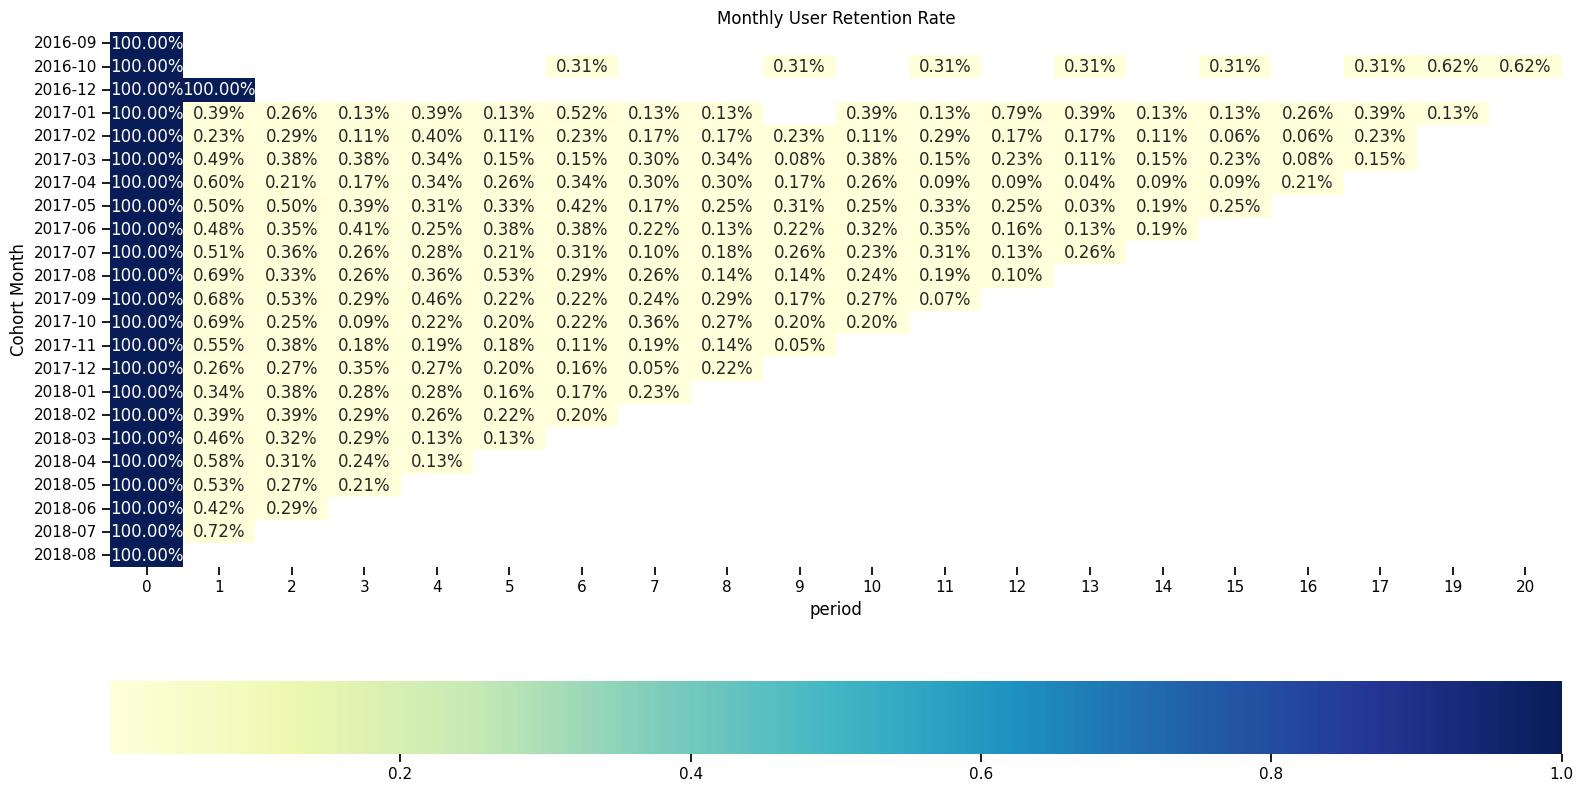 Monthly User Retention Rate
Cohort Month
2016-09 100.00%
2016-10 100.00% 0.31% 0.31% 0.31% 0.31% 0.31% 0.31% 0.62% 0.62%
2016-12 100.00% 100.00%
2017-01 100.00% 0.39% 0.26% 0.13% 0.39% 0.13% 0.52% 0.13% 0.13% 0.39% 0.13% 0.79% 0.39% 0.13% 0.13% 0.26% 0.39% 0.13%
2017-02 100.00% 0.23% 0.29% 0.11% 0.40% 0.11% 0.23% 0.17% 0.17% 0.23% 0.11% 0.29% 0.17% 0.17% 0.11% 0.06% 0.06% 0.23%
2017-03 100.00% 0.49% 0.38% 0.38% 0.34% 0.15% 0.15% 0.30% 0.34% 0.08% 0.38% 0.15% 0.23% 0.11% 0.15% 0.23% 0.08% 0.15%
2017-04 100.00% 0.60% 0.21% 0.17% 0.34% 0.26% 0.34% 0.30% 0.30% 0.17% 0.26% 0.09% 0.09% 0.04% 0.09% 0.09% 0.21%
2017-05 100.00% 0.50% 0.50% 0.39% 0.31% 0.33% 0.42% 0.17% 0.25% 0.31% 0.25% 0.33% 0.25% 0.03% 0.19% 0.25%
2017-06 100.00% 0.48% 0.35% 0.41% 0.25% 0.38% 0.38% 0.22% 0.13% 0.22% 0.32% 0.35% 0.16% 0.13% 0.19%
2017-07 100.00% 0.51% 0.36% 0.26% 0.28% 0.21% 0.31% 0.10% 0.18% 0.26% 0.23% 0.31% 0.13% 0.26%
2017-08 100.00% 0.69% 0.33% 0.26% 0.36% 0.53% 0.29% 0.26% 0.14% 0.14% 0.24% 0.19% 0.10%
2017-09 100.00% 0.68% 0.53% 0.29% 0.46% 0.22% 0.22% 0.24% 0.29% 0.17% 0.27% 0.07%
2017-10 100.00% 0.69% 0.25% 0.09% 0.22% 0.20% 0.22% 0.36% 0.27% 0.20% 0.20%
2017-11 100.00% 0.55% 0.38% 0.18% 0.19% 0.18% 0.11% 0.19% 0.14% 0.05%
2017-12 100.00% 0.26% 0.27% 0.35% 0.27% 0.20% 0.16% 0.05% 0.22%
2018-01 100.00% 0.34% 0.38% 0.28% 0.28% 0.16% 0.17% 0.23%
2018-02 100.00% 0.39% 0.39% 0.29% 0.26% 0.22% 0.20%
2018-03 100.00% 0.46% 0.32% 0.29% 0.13% 0.13%
2018-04 100.00% 0.58% 0.31% 0.24% 0.13%
2018-05 100.00% 0.53% 0.27% 0.21%
2018-06 100.00% 0.42% 0.29%
2018-07 100.00% 0.72%
2018-08 100.00%
0 1 2 3 4 5 6 7 8 9 10 11 12 13 14 15 16 17 19 20
period
0.2 0.4 0.6 0.8 1.0